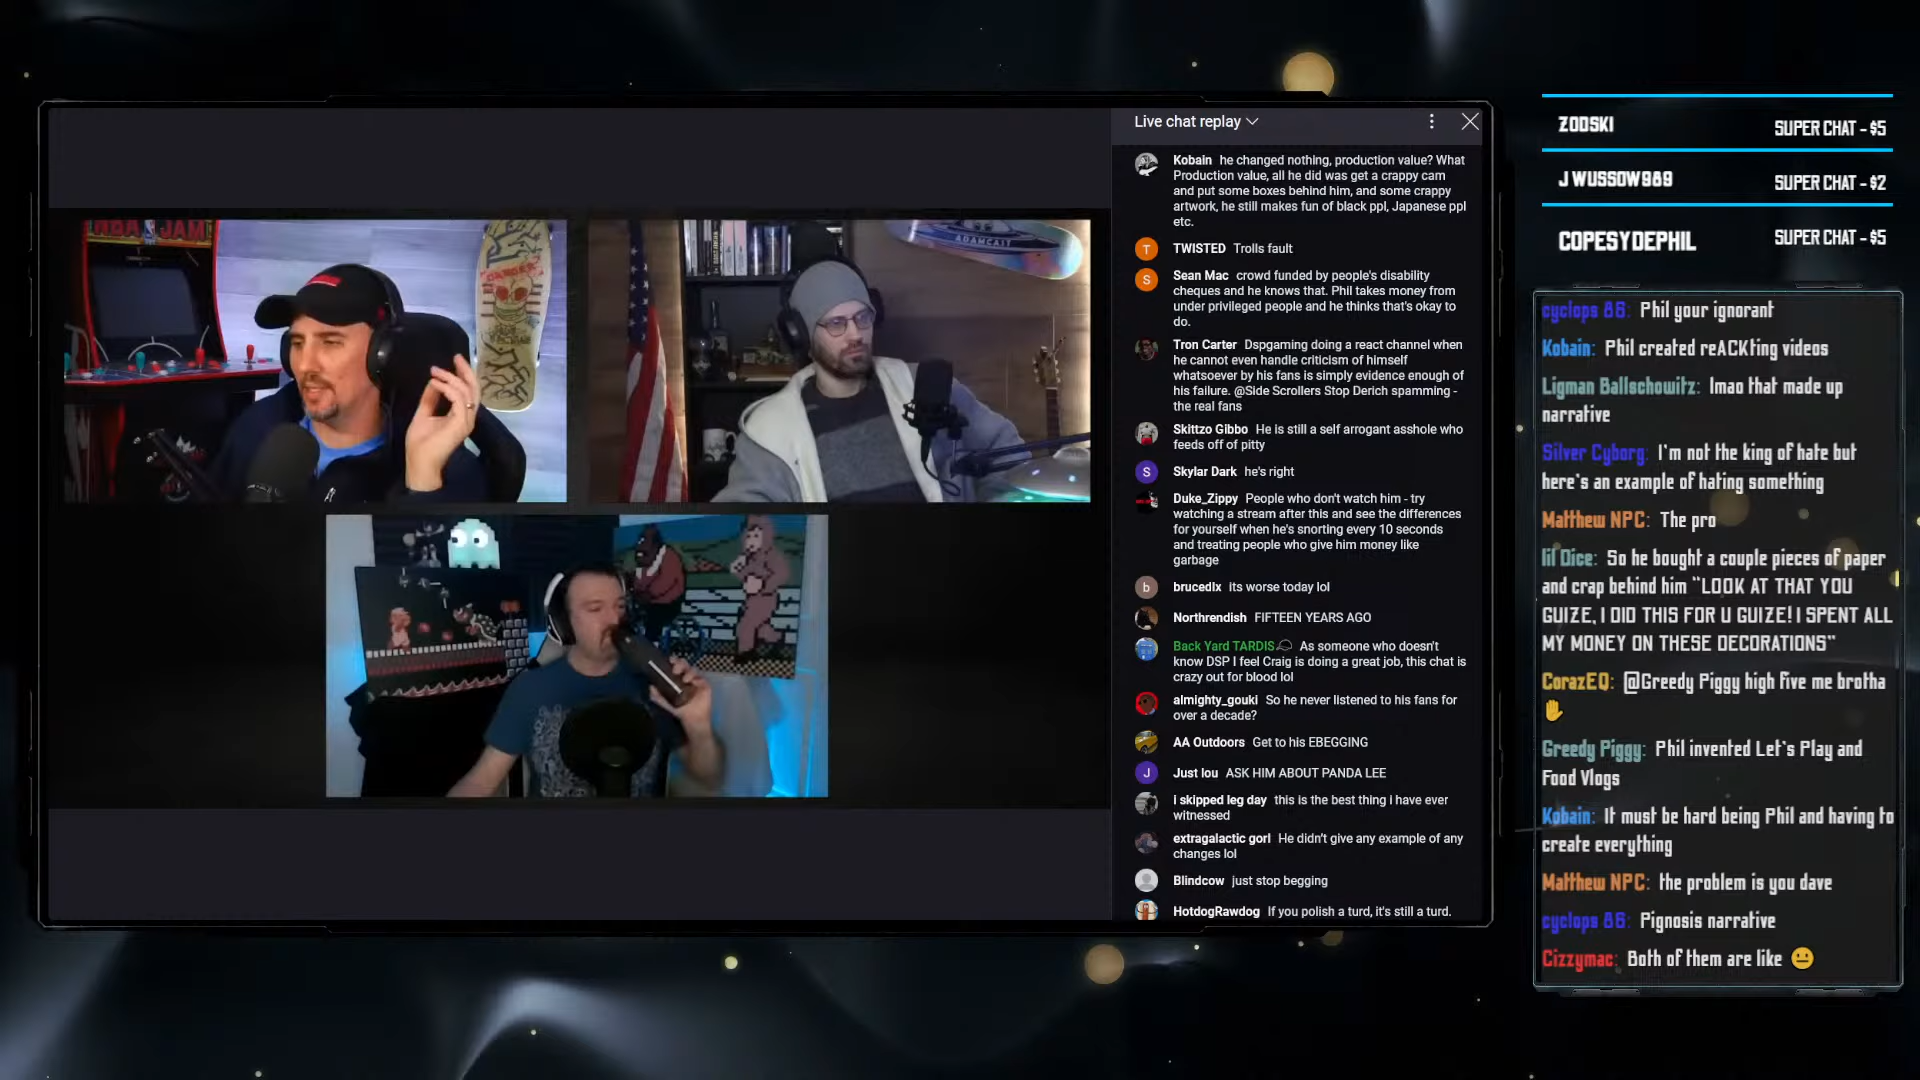 NBA JAM
ADAMCAST
DANGER
Live chat replay
Kobain he changed nothing, production value? What
Production value, all he did was get a crappy cam
and put some boxes behind him, and some crappy
artwork, he still makes fun of black ppl, Japanese ppl
etc.
T
TWISTED Trolls fault
S
Sean Mac crowd funded by people's disability
cheques and he knows that. Phil takes money from
under privileged people and he thinks that's okay to
do.
Tron Carter Dspgaming doing a react channel when
he cannot even handle criticism of himself
whatsoever by his fans is simply evidence enough of
his failure. @SIde Scrollers Stop Derich spamming -
the real fans
Skittzo Gibbo He is still a self arrogant asshole who
feeds off of pitty
S
Skylar Dark he's right
Duke_Zippy People who don't watch him - try
watching a stream after this and see the differences
for yourself when he's snorting every 10 seconds
and treating people who give him money like
garbage
b
brucedlx its worse today lol
Northrendish FIFTEEN YEARS AGO
Back Yard TARDIS As someone who doesn't
know DSP I feel Craig is doing a great job, this chat is
crazy out for blood lol
almighty_gouki So he never listened to his fans for
over a decade?
AA Outdoors Get to his EBEGGING
J
Just lou ASK HIM ABOUT PANDA LEE
i skipped leg day this is the best thing i have ever
witnessed
extragalactic gorl He didn't give any example of any
changes lol
Blindcow just stop begging
HotdogRawdog If you polish a turd, it's still a turd.
ZODSKI SUPER CHAT - $5
J WUSSOW989 SUPER CHAT - $2
COPESYDEPHIL SUPER CHAT - $5
cyclops 86: Phil your ignorant
Kobain: Phil created reACKting videos
Ligman Ballschowitz: lmao that made up
narrative
Silver Cyborg: I'm not the king of hate but
here's an example of hating something
Matthew NPC: The pro
lil Dice: So he bought a couple pieces of paper
and crap behind him "LOOK AT THAT YOU
GUIZE, I DID THIS FOR U GUIZE! I SPENT ALL
MY MONEY ON THESE DECORATIONS"
CorazEQ: @Greedy Piggy high five me brotha
Greedy Piggy: Phil invented Let's Play and
Food Vlogs
Kobain: It must be hard being Phil and having to
create everything
Matthew NPC: the problem is you dave
cyclops 86: Pignosis narrative
Cizzymac: Both of them are like